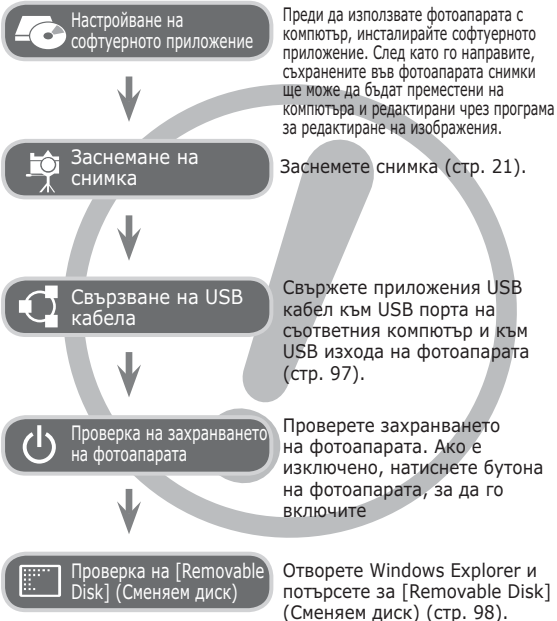 Настройване на
софтуерното приложение
Преди да използвате фотоапарата с
компютър, инсталирайте софтуерното
приложение. След като го направите,
съхранените във фотоапарата снимки
ще може да бъдат преместени на
компютъра и редактирани чрез програма
за редактиране на изображения.
Заснемане на
снимка
Заснемете снимка (стр. 21).
Свързване на USB
кабела
Свържете приложения USB
кабел към USB порта на
съответния компютър и към
USB изхода на фотоапарата
(стр. 97).
Проверка на захранването
на фотоапарата
Проверете захранването
на фотоапарата. Ако е
изключено, натиснете бутона
на фотоапарата, за да го
включите
Проверка на [Removable
Disk] (Сменяем диск)
Отворете Windows Explorer и
потърсете за [Removable Disk]
(Сменяем диск) (стр. 98).